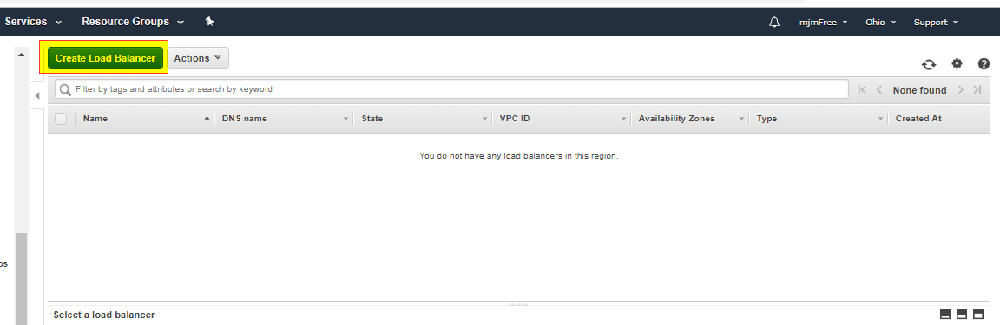 Services Resource Groups mjmFree Ohio Support
Create Load Balancer Actions
Filter by tags and attributes or search by keyword None found
Name DNS name State VPC ID Availability Zones Type Created At
You do not have any load balancers in this region.
Select a load balancer